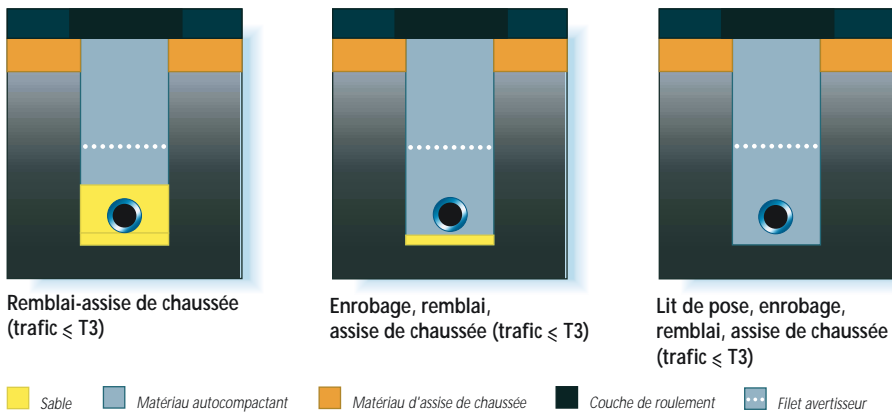 Remblai-assise de chaussée
(trafic ⩽ T3)
Enrobage, remblai,
assise de chaussée (trafic ⩽ T3)
Lit de pose, enrobage,
remblai, assise de chaussée
(trafic ⩽ T3)
Sable
Matériau autocompactant
Matériau d'assise de chaussée
Couche de roulement
Filet avertisseur